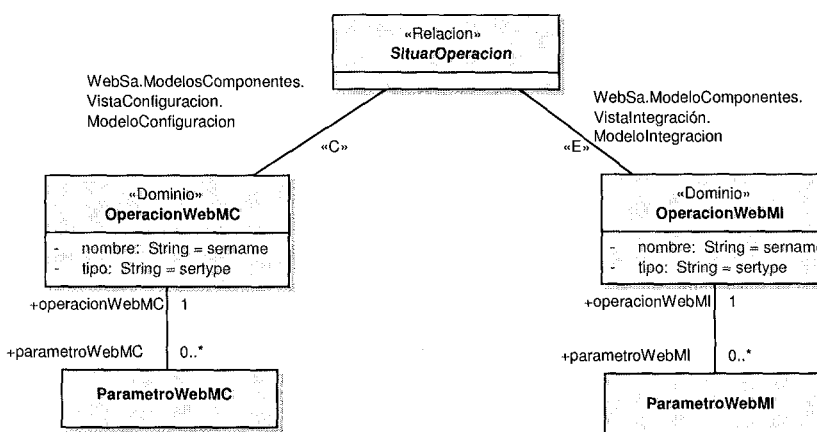 «Relacion»
SituarOperacion
WebSa.ModelosComponentes.
VistaConfiguracion.
ModeloConfiguracion
WebSa.ModeloComponentes.
VistaIntegración.
ModeloIntegracion
«C»
«E»
«Dominio»
OperacionWebMC
- nombre: String = sername
- tipo: String = sertype
«Dominio»
OperacionWebMI
- nombre: String = sername
- tipo: String = sertype
+operacionWebMC 1
+parametroWebMC 0..*
ParametroWebMC
+operacionWebMI 1
+parametroWebMI 0..*
ParametroWebMI